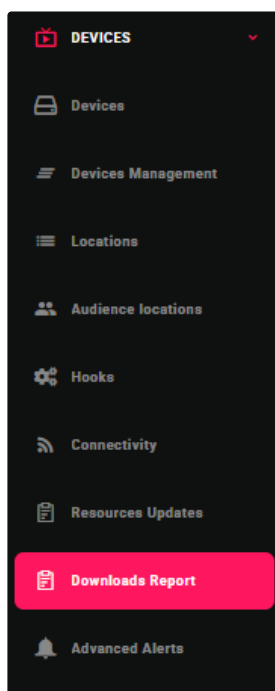 DEVICES
Devices
Devices Management
Locations
Audience locations
Hooks
Connectivity
Resources Updates
Downloads Report
Advanced Alerts